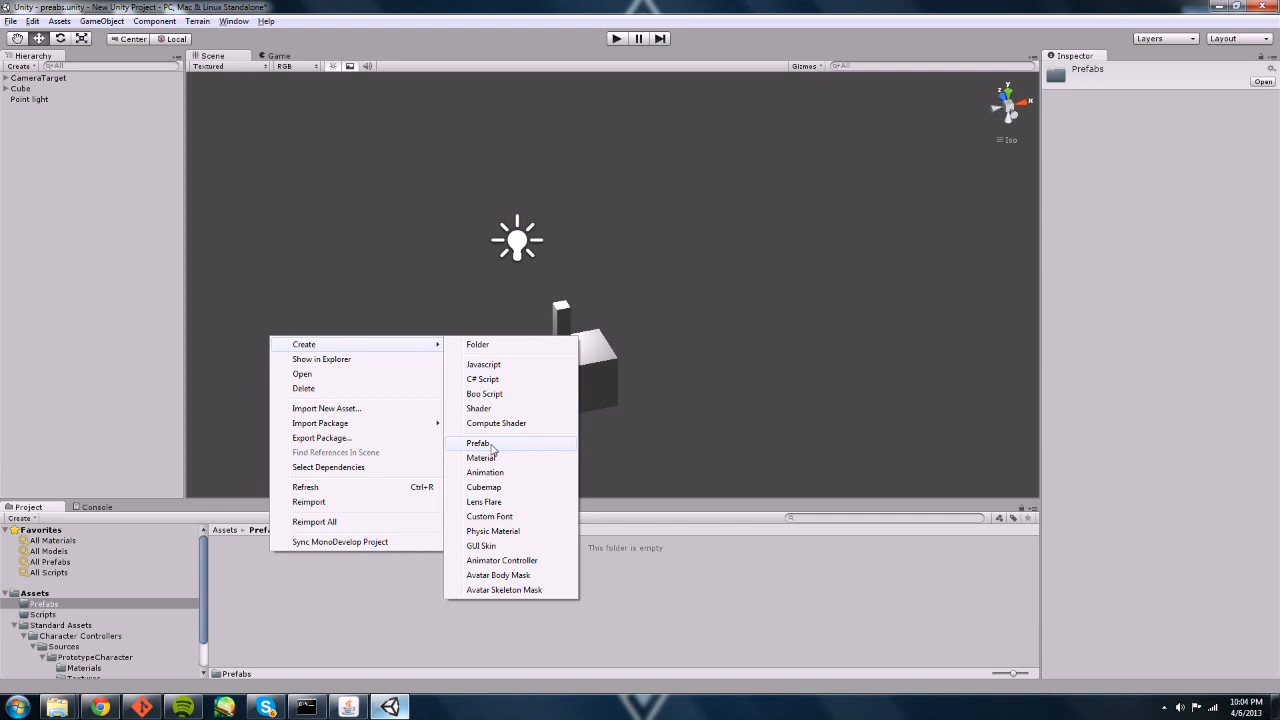 Unity - preabs.unity - New Unity Project - PC, Mac & Linux Standalone*
File Edit Assets GameObject Component Terrain Window Help
Center Local Layers Layout
Hierarchy Scene Game Inspector
Create All Textured RGB Gizmos All Prefabs
Open
CameraTarget
Cube
Point light
y
z x
Iso
Create
Show in Explorer
Open
Delete
Import New Asset...
Import Package
Export Package...
Find References In Scene
Select Dependencies
Refresh Ctrl+R
Reimport
Reimport All
Sync MonoDevelop Project
Folder
Javascript
C# Script
Boo Script
Shader
Compute Shader
Prefab
Material
Animation
Cubemap
Lens Flare
Custom Font
Physic Material
GUI Skin
Animator Controller
Avatar Body Mask
Avatar Skeleton Mask
Project Console
Create
Favorites
All Materials
All Models
All Prefabs
All Scripts
Assets
Prefabs
Scripts
Standard Assets
Character Controllers
Sources
PrototypeCharacter
Materials
Assets
This folder is empty
Prefabs
10:04 PM
4/6/2013